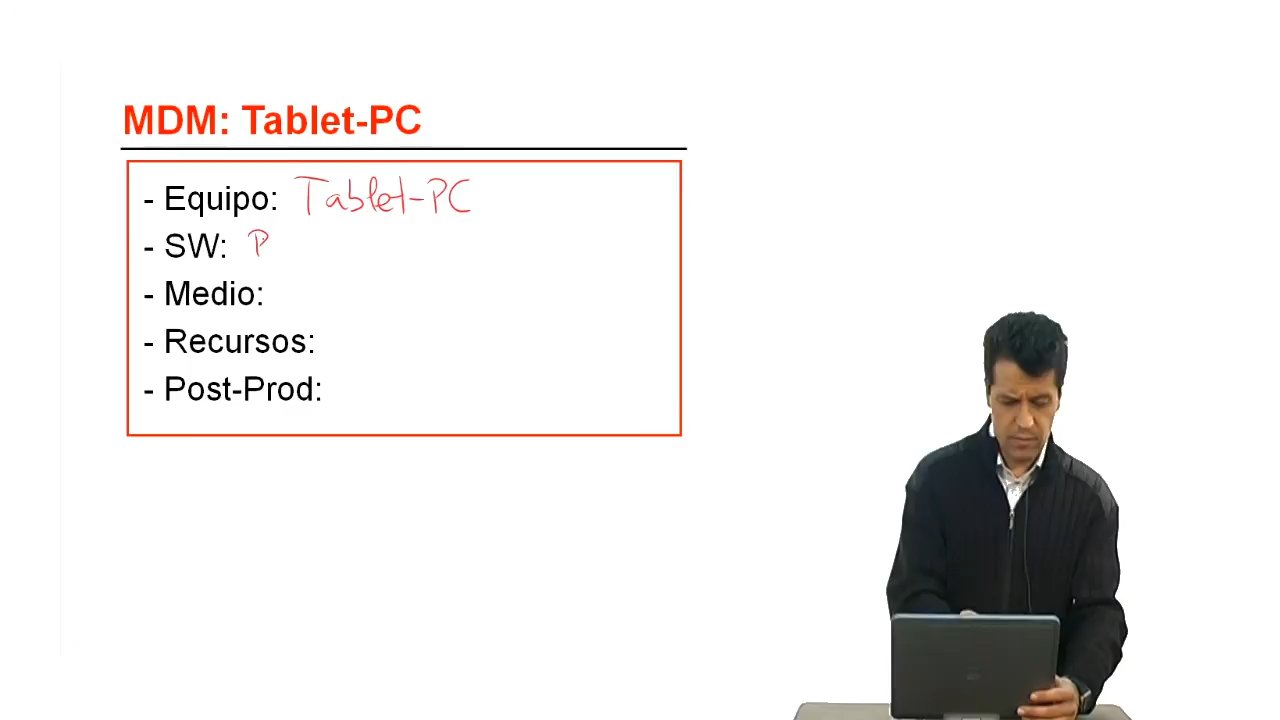 MDM: Tablet-PC
- Equipo: Tablet-PC
- SW: P
- Medio:
- Recursos:
- Post-Prod: